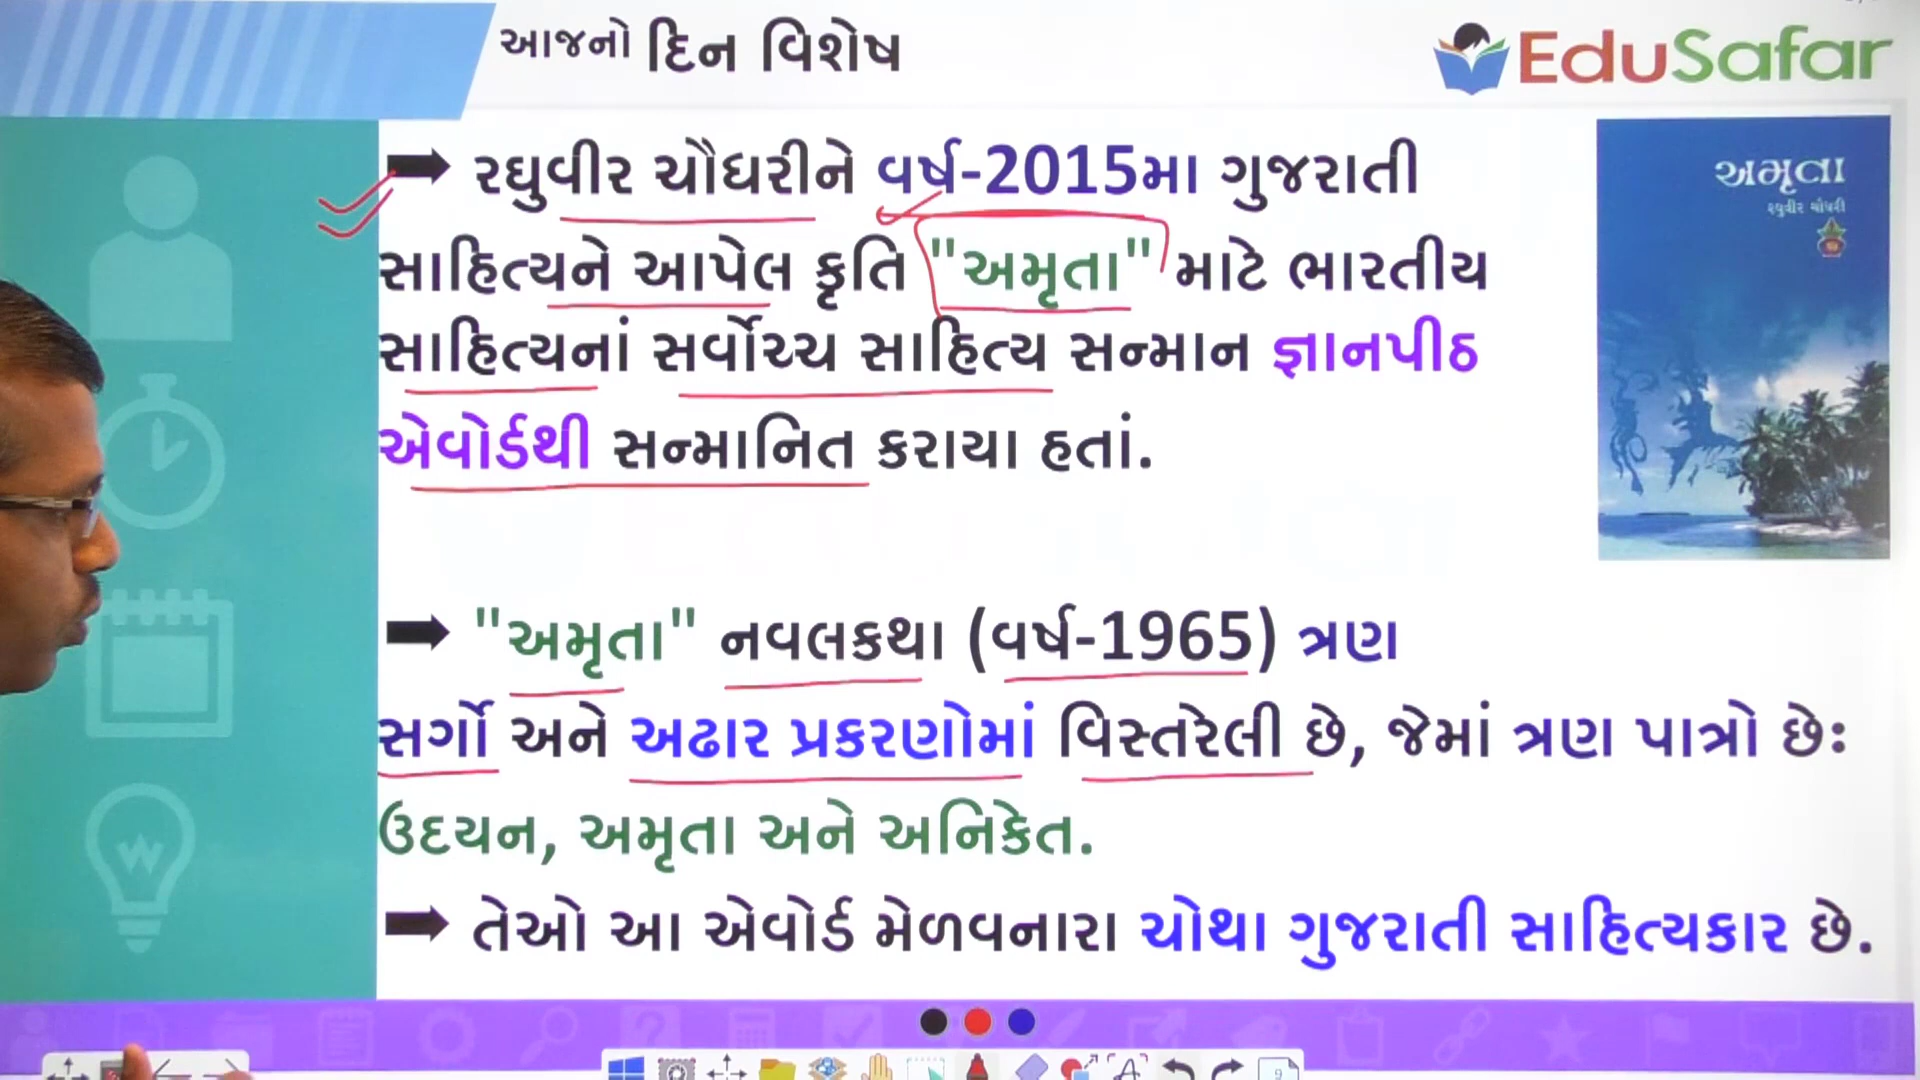 આજનો દિન વિશેષ
EduSafar
રઘુવીર ચૌધરીને વર્ષ-2015મા ગુજરાતી
સાહિત્યને આપેલ કૃતિ "અમૃતા" માટે ભારતીય
સાહિત્યનાં સર્વોચ્ચ સાહિત્ય સન્માન જ્ઞાનપીઠ
એવોર્ડથી સન્માનિત કરાયા હતાં.
અમૃતા
રઘુવીર ચૌધરી
"અમૃતા" નવલકથા (વર્ષ-1965) ત્રણ
સર્ગો અને અઢાર પ્રકરણોમાં વિસ્તરેલી છે, જેમાં ત્રણ પાત્રો છેઃ
ઉદયન, અમૃતા અને અનિકેત.
તેઓ આ એવોર્ડ મેળવનારા ચોથા ગુજરાતી સાહિત્યકાર છે.
9